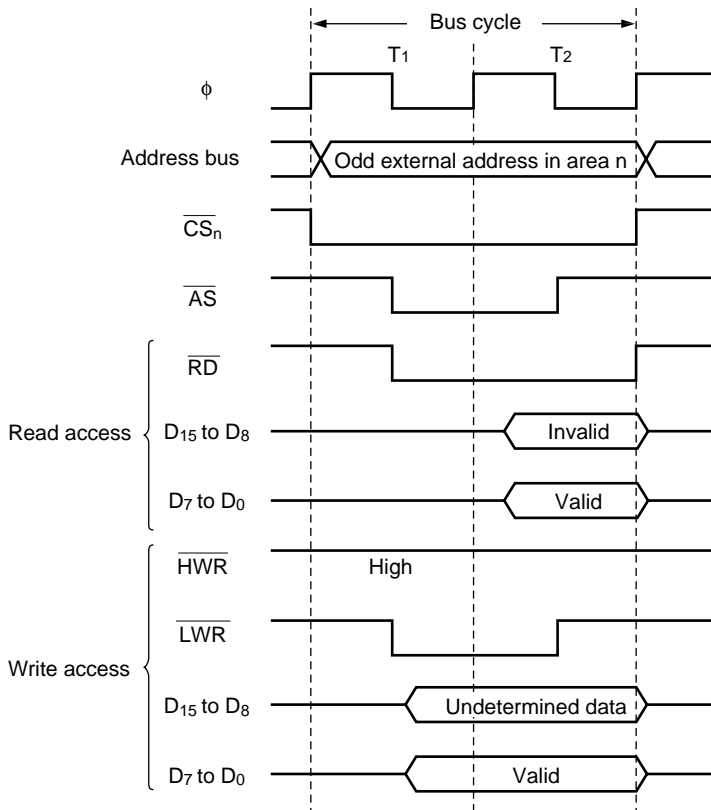 Bus cycle
T1 T2
ϕ
Address bus Odd external address in area n
CSn
AS
RD
Read access D15 to D8 Invalid
D7 to D0 Valid
HWR High
LWR
Write access D15 to D8 Undetermined data
D7 to D0 Valid